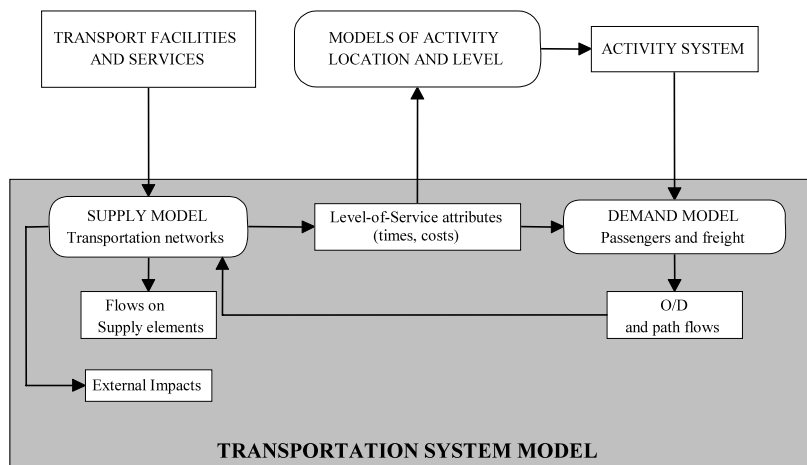 TRANSPORT FACILITIES
AND SERVICES
MODELS OF ACTIVITY
LOCATION AND LEVEL
ACTIVITY SYSTEM
SUPPLY MODEL
Transportation networks
Level-of-Service attributes
(times, costs)
DEMAND MODEL
Passengers and freight
Flows on
Supply elements
O/D
and path flows
External Impacts
TRANSPORTATION SYSTEM MODEL